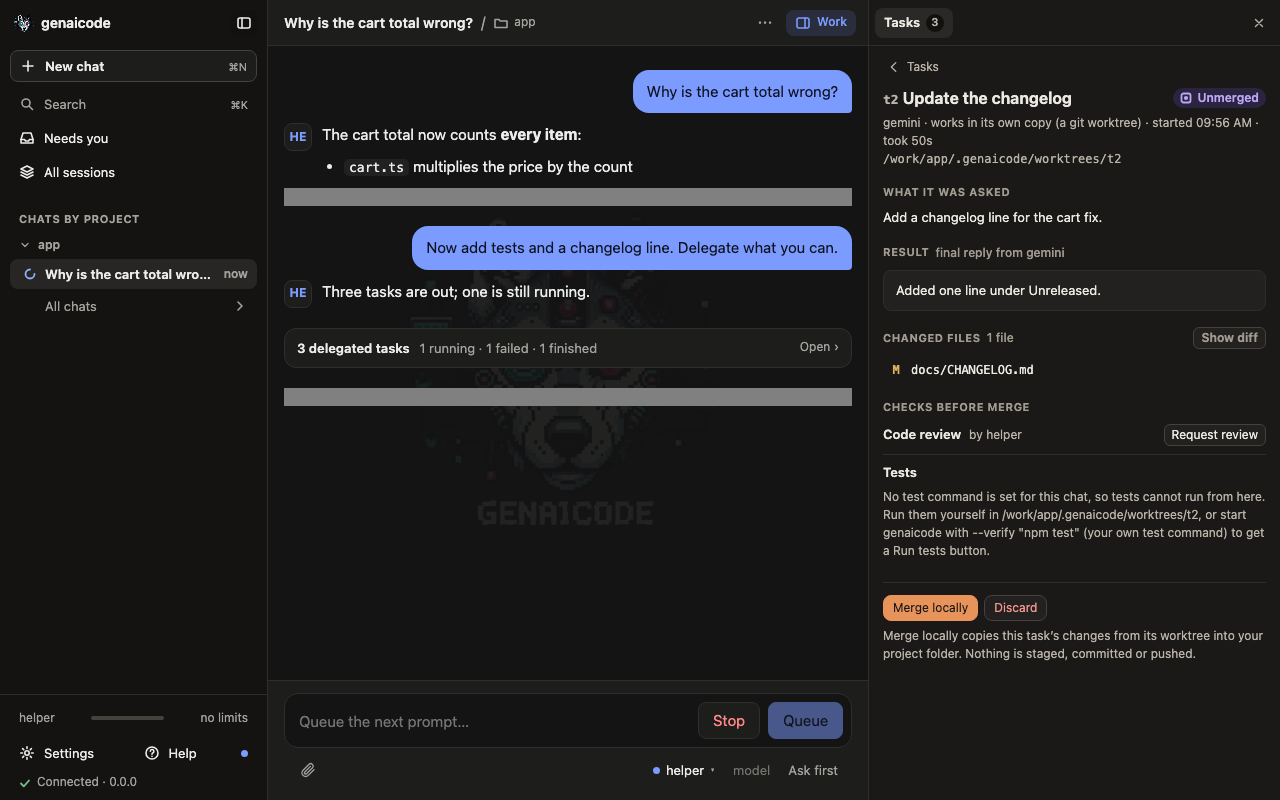 genaicode
New chat ⌘N
Search ⌘K
Needs you
All sessions
CHATS BY PROJECT
app
Why is the cart total wro... now
All chats
helper no limits
Settings Help
Connected · 0.0.0
Why is the cart total wrong? / app
Work
Why is the cart total wrong?
HE The cart total now counts every item:
• cart.ts multiplies the price by the count
Now add tests and a changelog line. Delegate what you can.
HE Three tasks are out; one is still running.
3 delegated tasks 1 running · 1 failed · 1 finished Open ›
GENAICODE
Queue the next prompt...
Stop
Queue
helper model Ask first
Tasks 3
Tasks
t2 Update the changelog Unmerged
gemini · works in its own copy (a git worktree) · started 09:56 AM ·
took 50s
/work/app/.genaicode/worktrees/t2
WHAT IT WAS ASKED
Add a changelog line for the cart fix.
RESULT final reply from gemini
Added one line under Unreleased.
CHANGED FILES 1 file Show diff
M docs/CHANGELOG.md
CHECKS BEFORE MERGE
Code review by helper Request review
Tests
No test command is set for this chat, so tests cannot run from here.
Run them yourself in /work/app/.genaicode/worktrees/t2, or start
genaicode with --verify "npm test" (your own test command) to get
a Run tests button.
Merge locally Discard
Merge locally copies this task's changes from its worktree into your
project folder. Nothing is staged, committed or pushed.